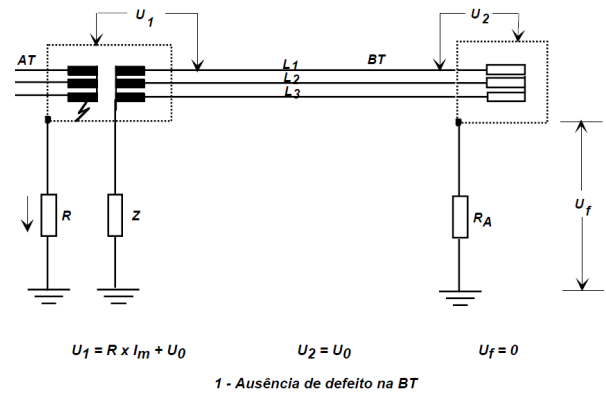 U1
U2
AT
L1
BT
L2
L3
R
Z
RA
Uf
U1 = R x Im + U0
U2 = U0
Uf = 0
1 - Ausência de defeito na BT